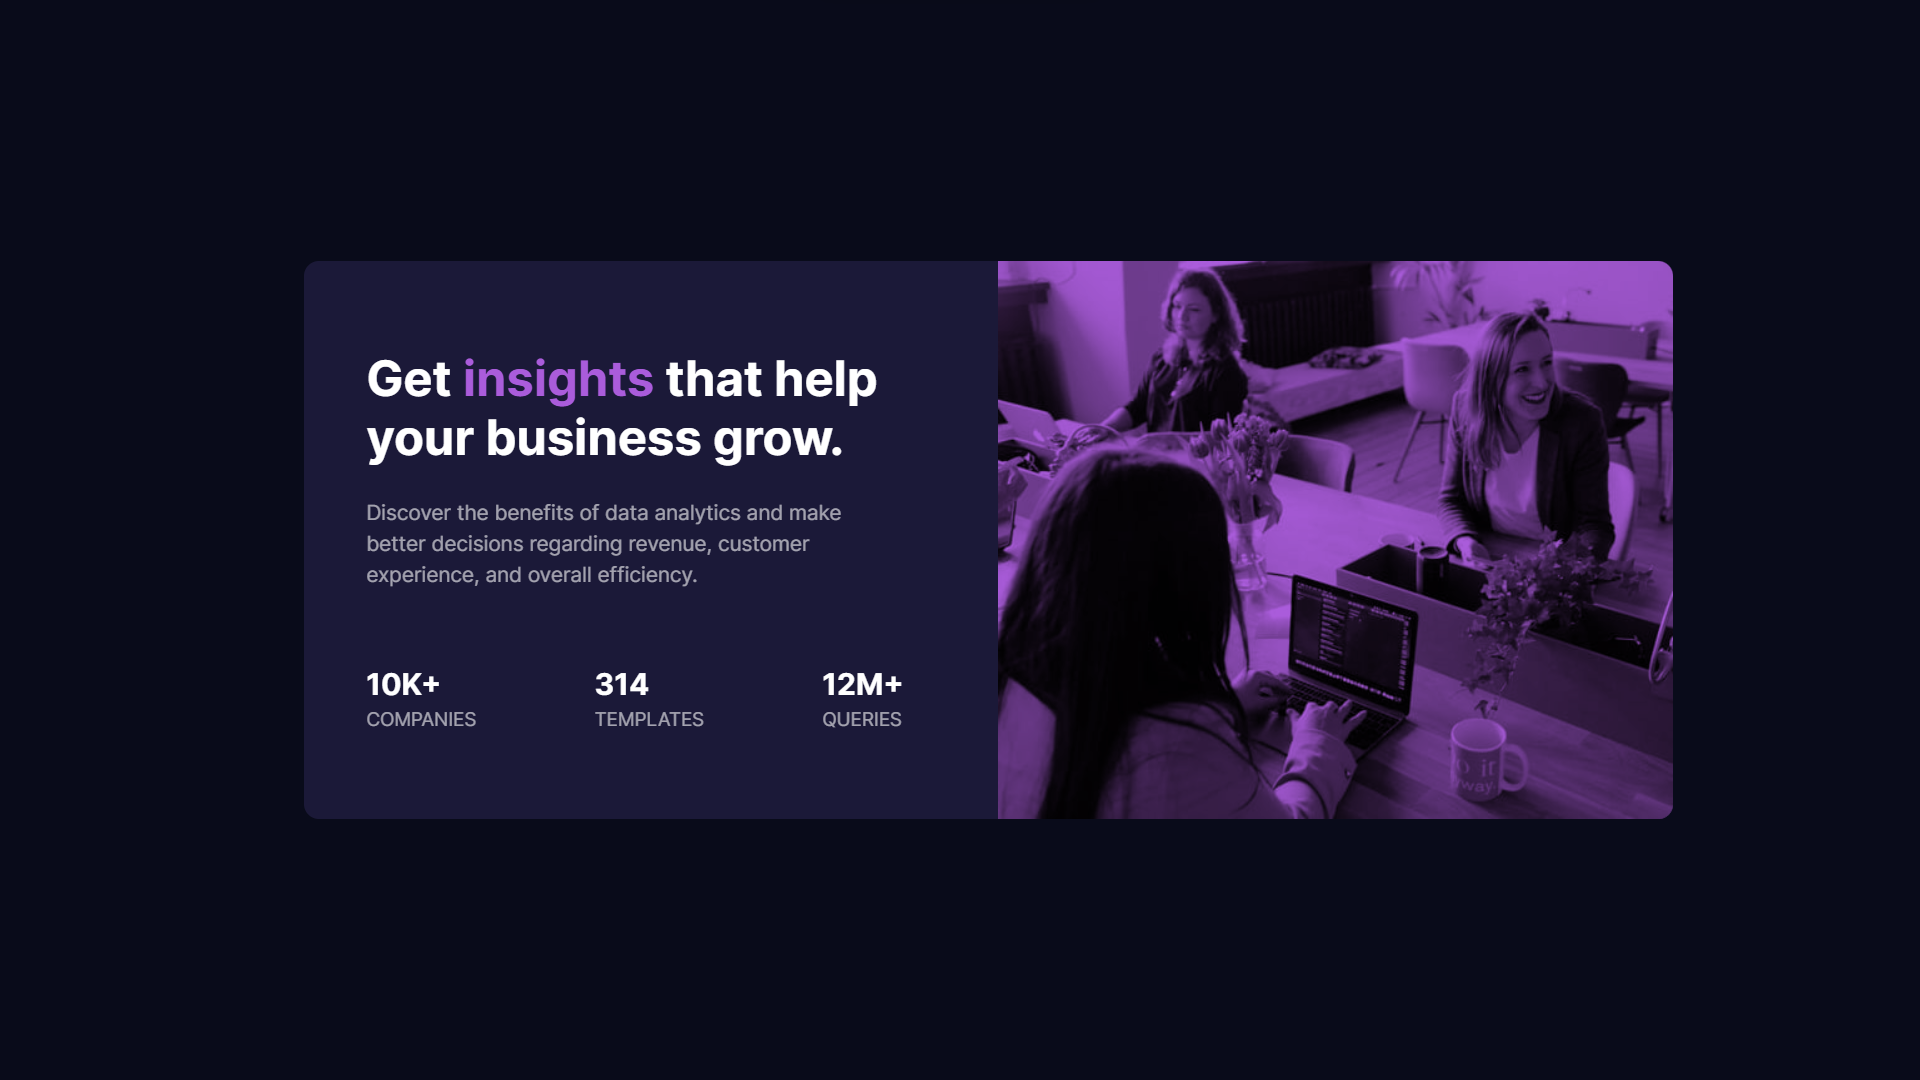 Get insights that help
your business grow.
Discover the benefits of data analytics and make
better decisions regarding revenue, customer
experience, and overall efficiency.
10K+ 314 12M+
COMPANIES TEMPLATES QUERIES